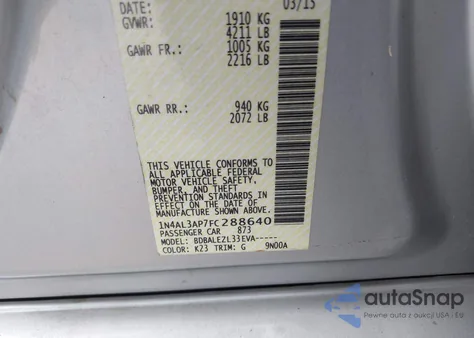 DATE: 03/15
GVWR: 1910 KG
4211 LB
GAWR FR.: 1005 KG
2216 LB
GAWR RR.: 940 KG
2072 LB
THIS VEHICLE CONFORMS TO
ALL APPLICABLE FEDERAL
MOTOR VEHICLE SAFETY,
BUMPER, AND THEFT
PREVENTION STANDARDS
IN EFFECT ON THE DATE OF
MANUFACTURE SHOWN ABOVE.
1N4AL3AP7FC288640
PASSENGER CAR 873
MODEL: BDBALEZL33EVA-----
COLOR: K23 TRIM: G 9N00A
autoSnap
Pewne auta z aukcji USA i EU